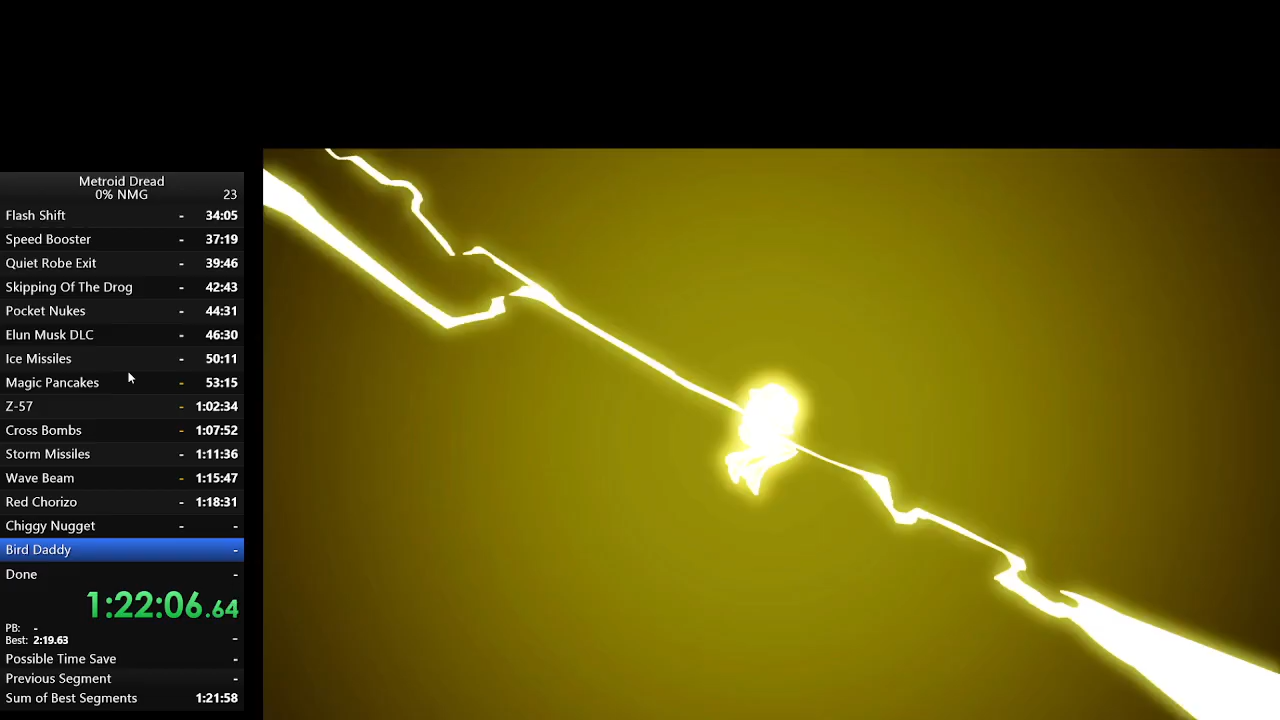 Metroid Dread
0% NMG 23
Flash Shift - 34:05
Speed Booster - 37:19
Quiet Robe Exit - 39:46
Skipping Of The Drog - 42:43
Pocket Nukes - 44:31
Elun Musk DLC - 46:30
Ice Missiles - 50:11
Magic Pancakes - 53:15
Z-57 - 1:02:34
Cross Bombs - 1:07:52
Storm Missiles - 1:11:36
Wave Beam - 1:15:47
Red Chorizo - 1:18:31
Chiggy Nugget - -
Bird Daddy -
Done -
1:22:06.64
PB: -
Best: 2:19.63 -
Possible Time Save -
Previous Segment -
Sum of Best Segments 1:21:58